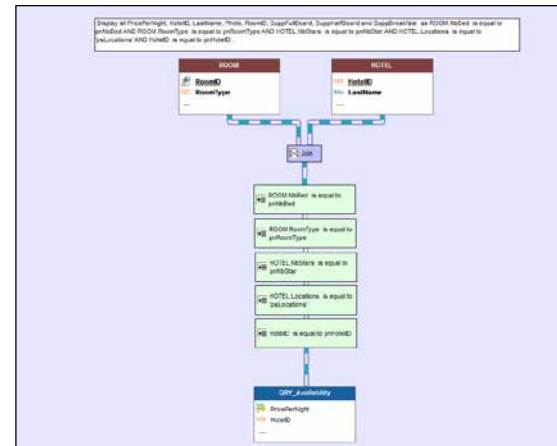 Display all PricePerNight, HotelID, LastName, Photo, RoomID, SuppFullBoard, SuppHalfBoard and SuppBreakfast as ROOM.NbBed is equal to
pnNbBed AND ROOM.RoomType is equal to pnRoomType AND HOTEL.NbStars is equal to pnNbStar AND HOTEL.Locations is equal to
'psLocations' AND HotelID is equal to pnHotelID .
ROOM
RoomID
RoomType
HOTEL
HotelID
LastName
Join
ROOM.NbBed is equal to
pnNbBed
ROOM.RoomType is equal to
pnRoomType
HOTEL.NbStars is equal to
pnNbStar
HOTEL.Locations is equal to
'psLocations'
HotelID is equal to pnHotelID
QRY_Availability
PricePerNight
HotelID